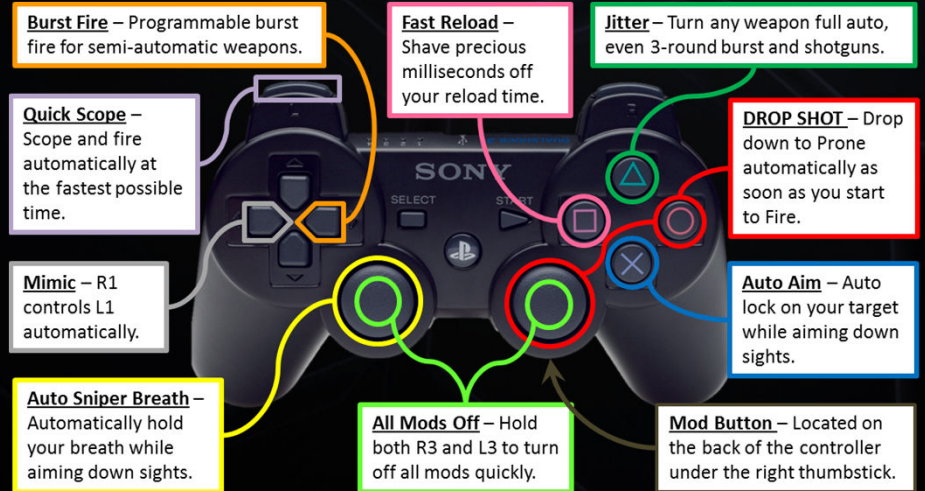 Burst Fire – Programmable burst
fire for semi-automatic weapons.
Fast Reload –
Shave precious
milliseconds off
your reload time.
Jitter – Turn any weapon full auto,
even 3-round burst and shotguns.
Quick Scope –
Scope and fire
automatically at
the fastest possible
time.
DROP SHOT – Drop
down to Prone
automatically as
soon as you start
to Fire.
SONY
SELECT
START
Mimic – R1
controls L1
automatically.
Auto Aim – Auto
lock on your target
while aiming down
sights.
Auto Sniper Breath –
Automatically hold
your breath while
aiming down sights.
All Mods Off – Hold
both R3 and L3 to turn
off all mods quickly.
Mod Button – Located on
the back of the controller
under the right thumbstick.